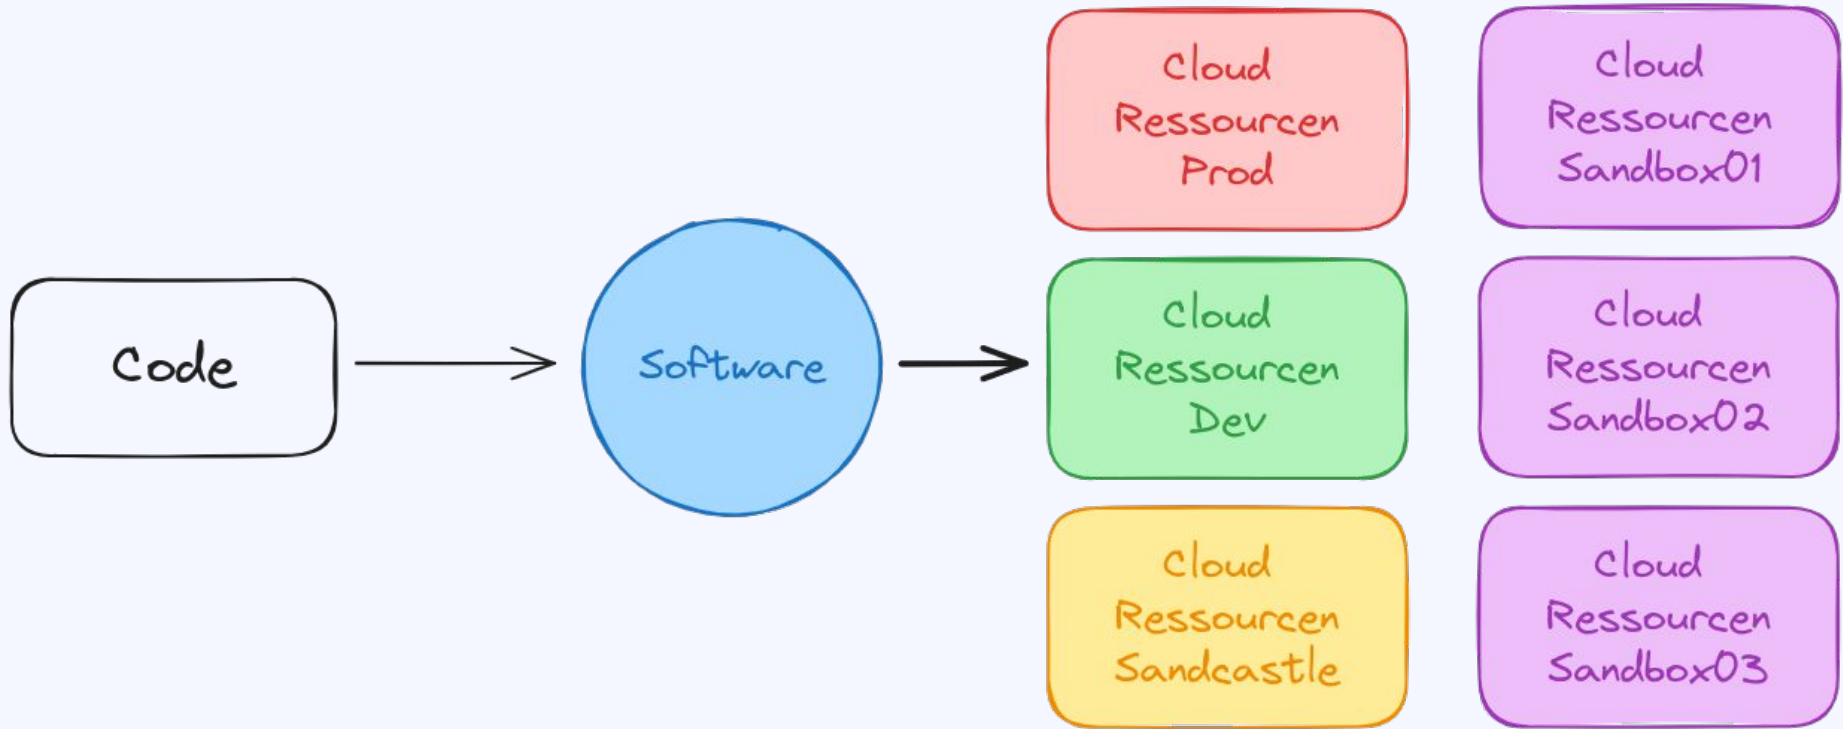 Code
Software
Cloud
Ressourcen
Prod
Cloud
Ressourcen
Dev
Cloud
Ressourcen
Sandcastle
Cloud
Ressourcen
Sandbox01
Cloud
Ressourcen
Sandbox02
Cloud
Ressourcen
Sandbox03